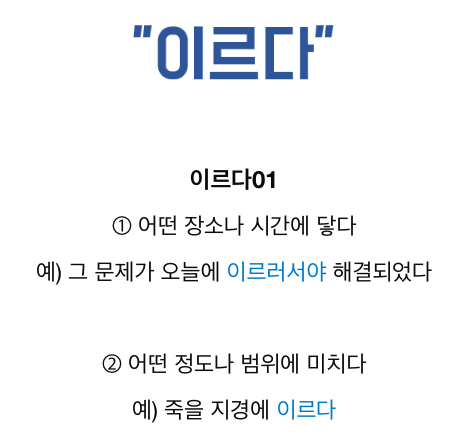 "이르다"
이르다01
① 어떤 장소나 시간에 닿다
예) 그 문제가 오늘에 이르러서야 해결되었다
② 어떤 정도나 범위에 미치다
예) 죽을 지경에 이르다